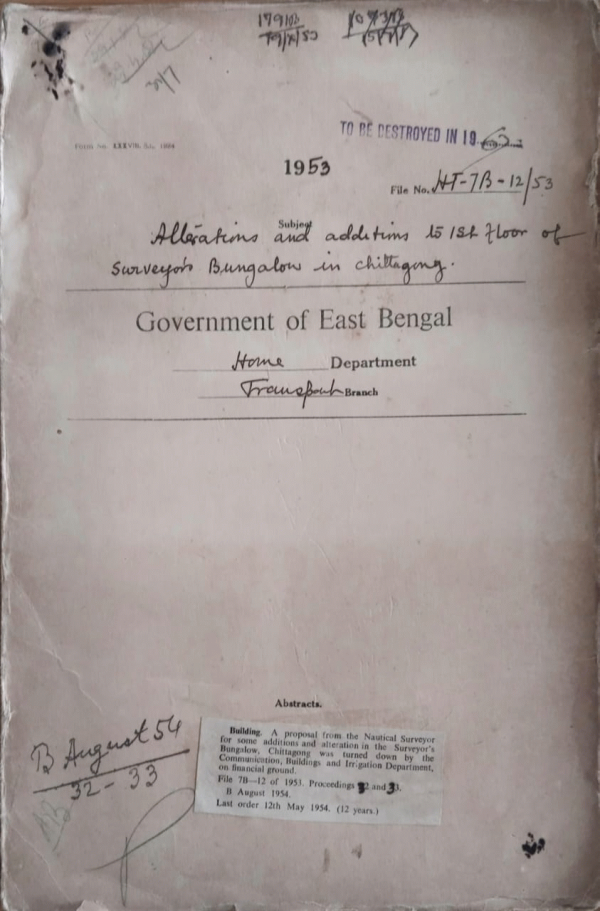 TO BE DESTROYED IN 19
1953
File No. HT-7B-12/53
Subject
Alterations and additions to 1st floor of
Surveyor's Bungalow in Chittagong.
Government of East Bengal
Home Department
Transport Branch
Abstracts.
Building. A proposal from the Nautical Surveyor
for some additions and alteration in the Surveyor's
Bungalow, Chittagong was turned down by the
Communication, Buildings and Irrigation Department,
on financial ground.
File 7B—12 of 1953. Proceedings 32 and 33.
B August 1954.
Last order 12th May 1954. (12 years.)
B August 54
32-33